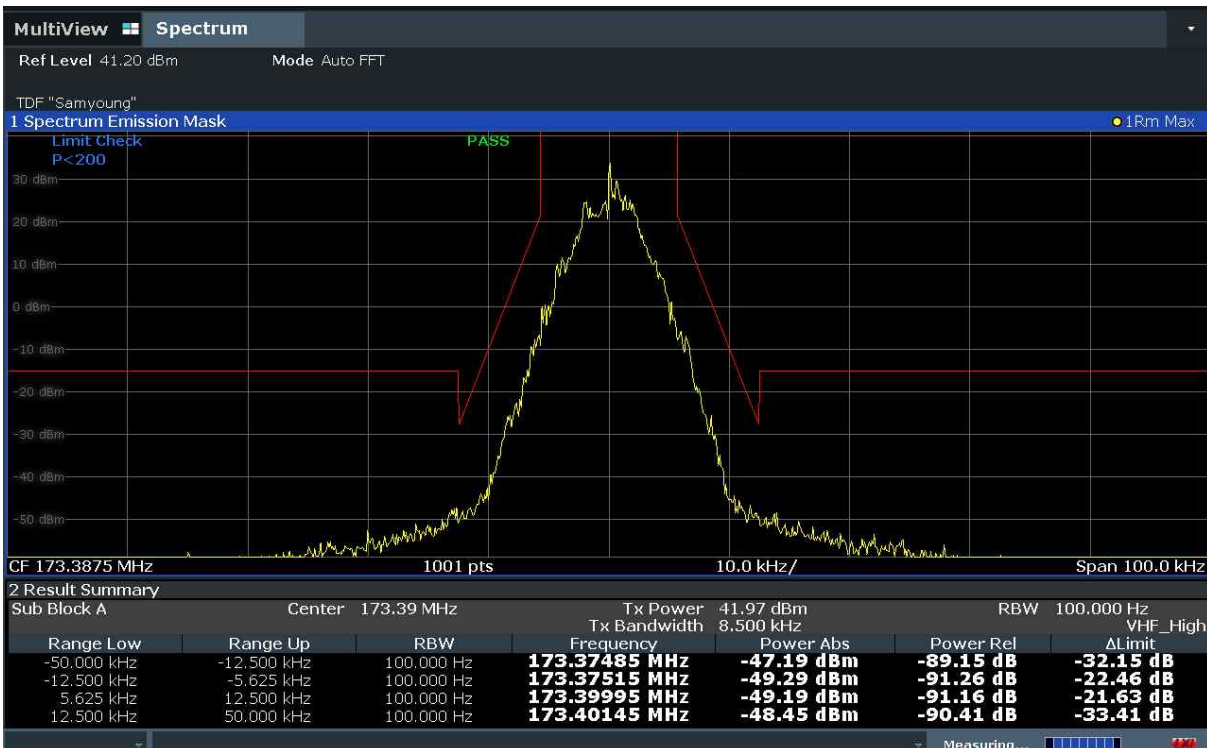 MultiView Spectrum
Ref Level 41.20 dBm Mode Auto FFT
TDF "Samyoung"
1 Spectrum Emission Mask 1Rm Max
Limit Check PASS
P<200
30 dBm
20 dBm
10 dBm
0 dBm
-10 dBm
-20 dBm
-30 dBm
-40 dBm
-50 dBm
CF 173.3875 MHz 1001 pts 10.0 kHz/ Span 100.0 kHz
2 Result Summary
Sub Block A Center 173.39 MHz Tx Power 41.97 dBm RBW 100.000 Hz
Tx Bandwidth 8.500 kHz VHF_High
Range Low Range Up RBW Frequency Power Abs Power Rel ΔLimit
-50.000 kHz -12.500 kHz 100.000 Hz 173.37485 MHz -47.19 dBm -89.15 dB -32.15 dB
-12.500 kHz -5.625 kHz 100.000 Hz 173.37515 MHz -49.29 dBm -91.26 dB -22.46 dB
5.625 kHz 12.500 kHz 100.000 Hz 173.39995 MHz -49.19 dBm -91.16 dB -21.63 dB
12.500 kHz 50.000 kHz 100.000 Hz 173.40145 MHz -48.45 dBm -90.41 dB -33.41 dB
Measuring...